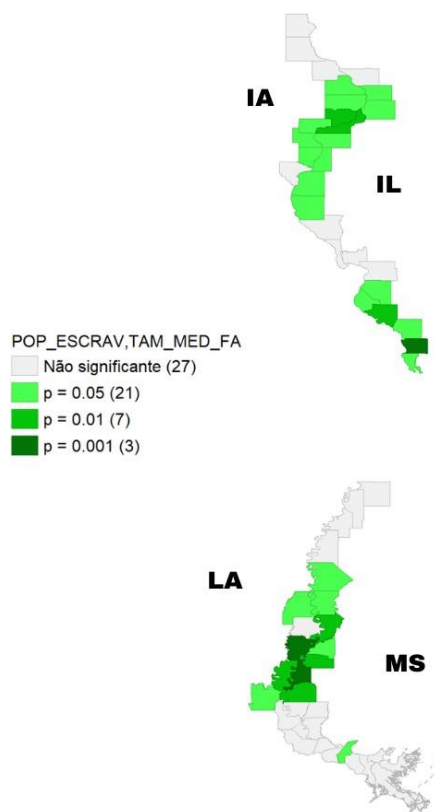 IA
IL
POP_ESCRAV,TAM_MED_FA
Não significante (27)
p = 0.05 (21)
p = 0.01 (7)
p = 0.001 (3)
LA
MS